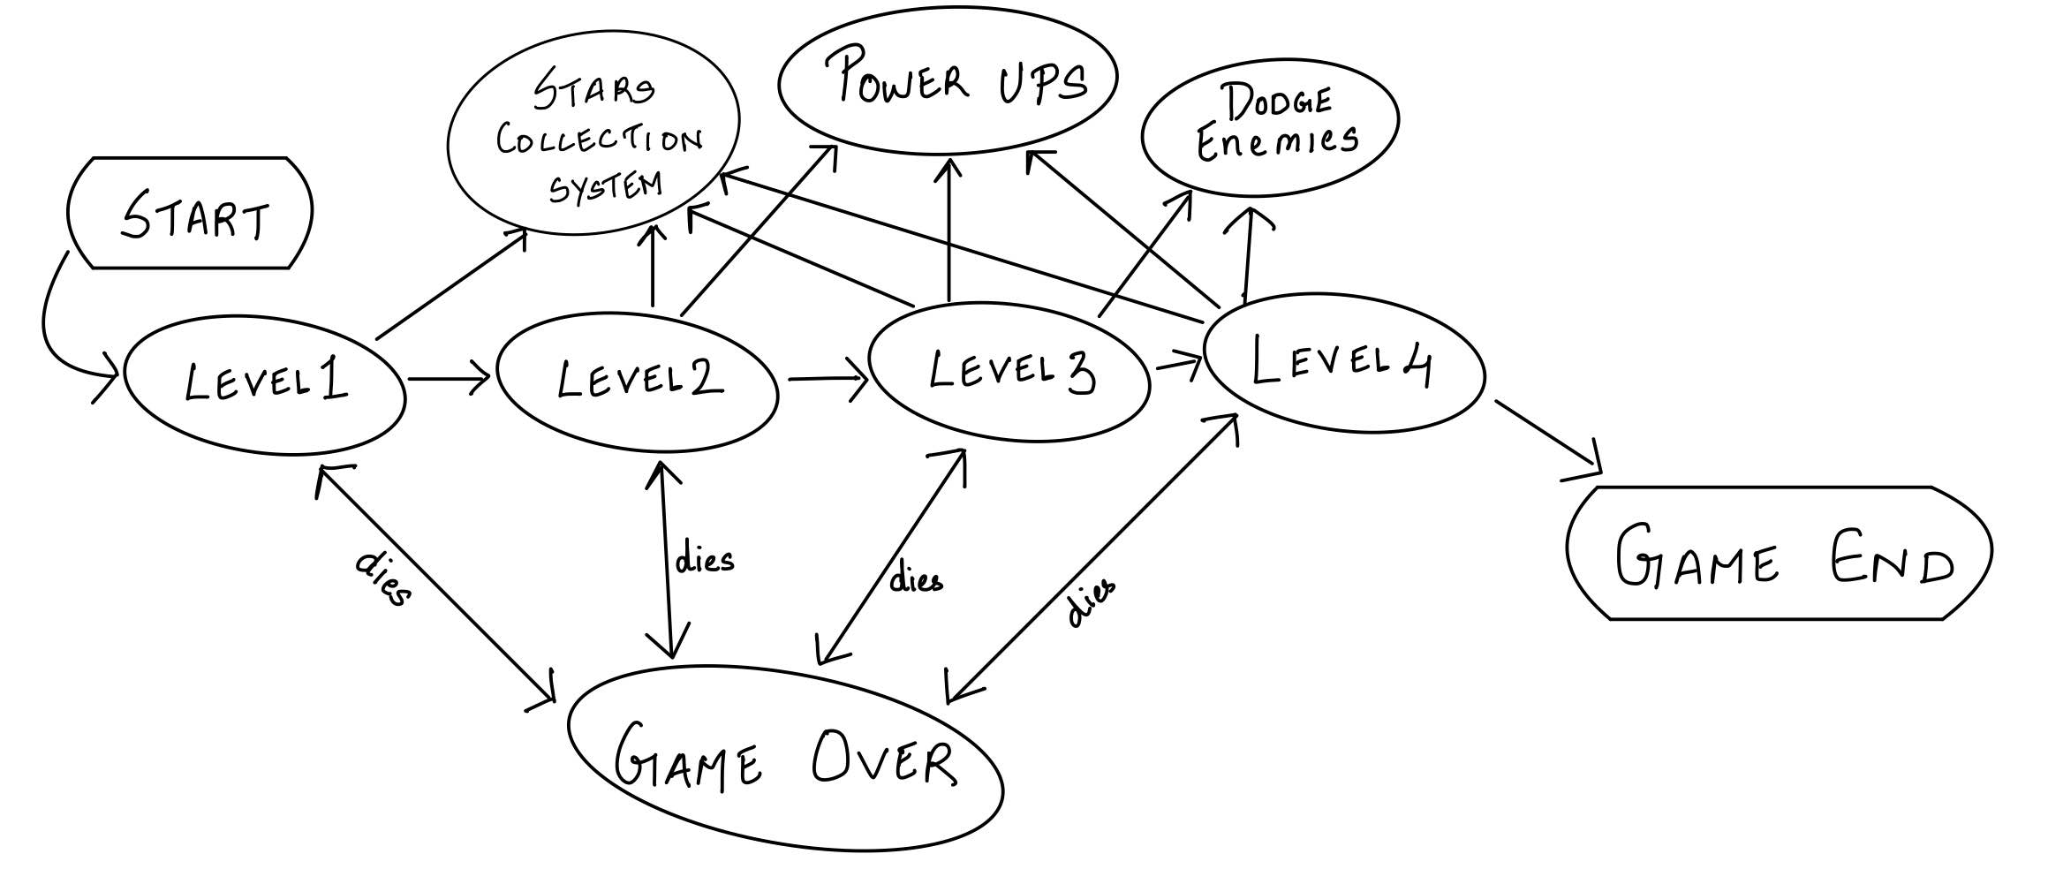 STARS
COLLECTION
SYSTEM
POWER UPS
DODGE
Enemies
START
LEVEL1
LEVEL2
LEVEL3
LEVEL4
dies
dies
dies
dies
GAME END
GAME OVER